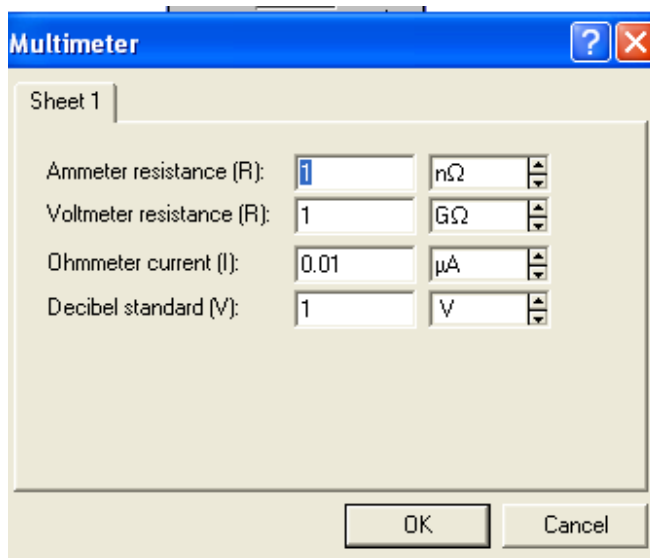 Multimeter
Sheet 1
Ammeter resistance (R): 1 nΩ
Voltmeter resistance (R): 1 GΩ
Ohmmeter current (I): 0.01 µA
Decibel standard (V): 1 V
OK Cancel